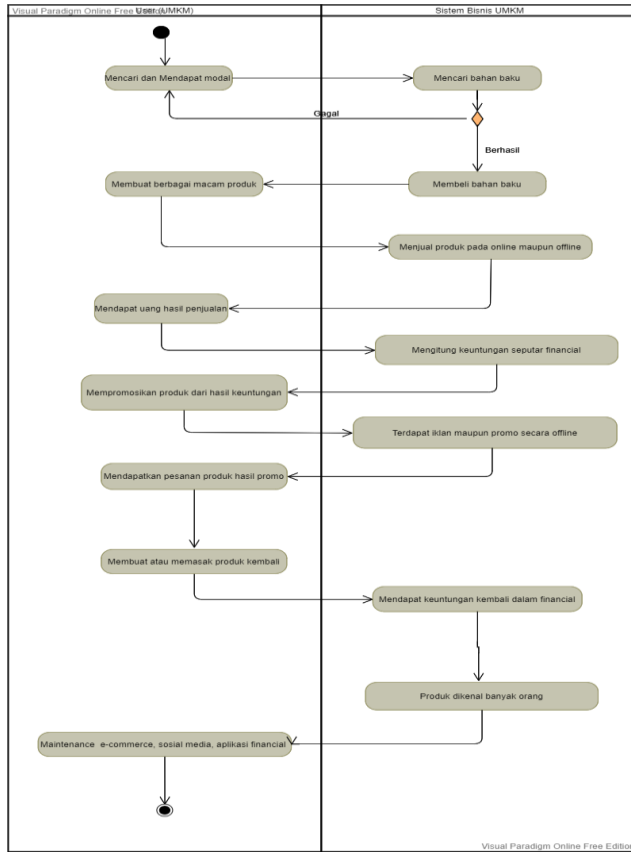 Visual Paradigm Online Free Edition
User (UMKM)
Sistem Bisnis UMKM
Mencari dan Mendapat modal
Mencari bahan baku
Gagal
Berhasil
Membuat berbagai macam produk
Membeli bahan baku
Menjual produk pada online maupun offline
Mendapat uang hasil penjualan
Mengitung keuntungan seputar financial
Mempromosikan produk dari hasil keuntungan
Terdapat iklan maupun promo secara offline
Mendapatkan pesanan produk hasil promo
Membuat atau memasak produk kembali
Mendapat keuntungan kembali dalam financial
Produk dikenal banyak orang
Maintenance e-commerce, sosial media, aplikasi financial
Visual Paradigm Online Free Edition